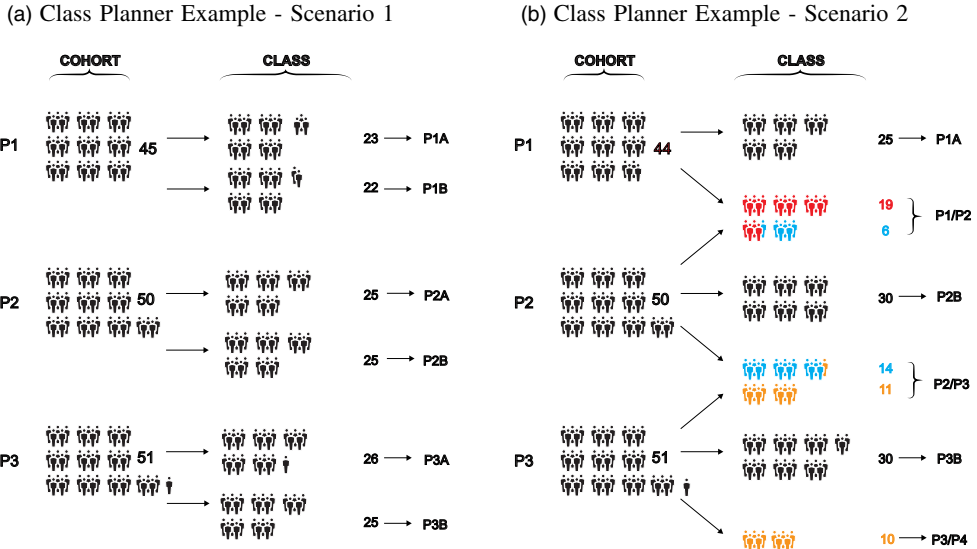 (a) Class Planner Example - Scenario 1
COHORT CLASS
P1 45
23 P1A
22 P1B
P2 50
25 P2A
25 P2B
P3 51
26 P3A
25 P3B
(b) Class Planner Example - Scenario 2
COHORT CLASS
P1 44
25 P1A
19
6
P1/P2
P2 50
30 P2B
14
11
P2/P3
P3 51
30 P3B
10 P3/P4